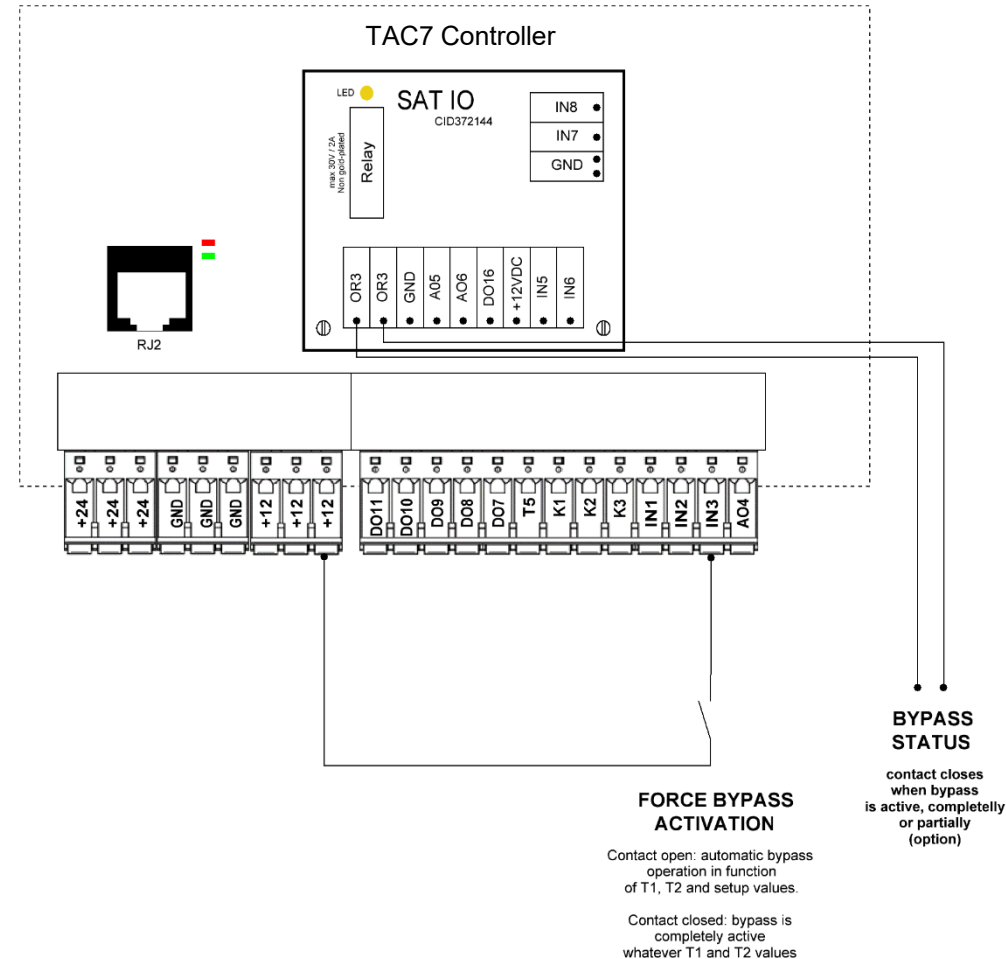 TAC7 Controller
LED
SAT IO
CID372144
max 30V / 2A
Non gold-plated
Relay
IN8
IN7
GND
OR3
OR3
GND
A05
AO6
DO16
+12VDC
IN5
IN6
RJ2
+24
+24
+24
GND
GND
GND
+12
+12
+12
DO11
DO10
DO9
DO8
DO7
T5
K1
K2
K3
IN1
IN2
IN3
AO4
BYPASS
STATUS
contact closes
when bypass
is active, completelly
or partially
(option)
FORCE BYPASS
ACTIVATION
Contact open: automatic bypass
operation in function
of T1, T2 and setup values.
Contact closed: bypass is
completely active
whatever T1 and T2 values